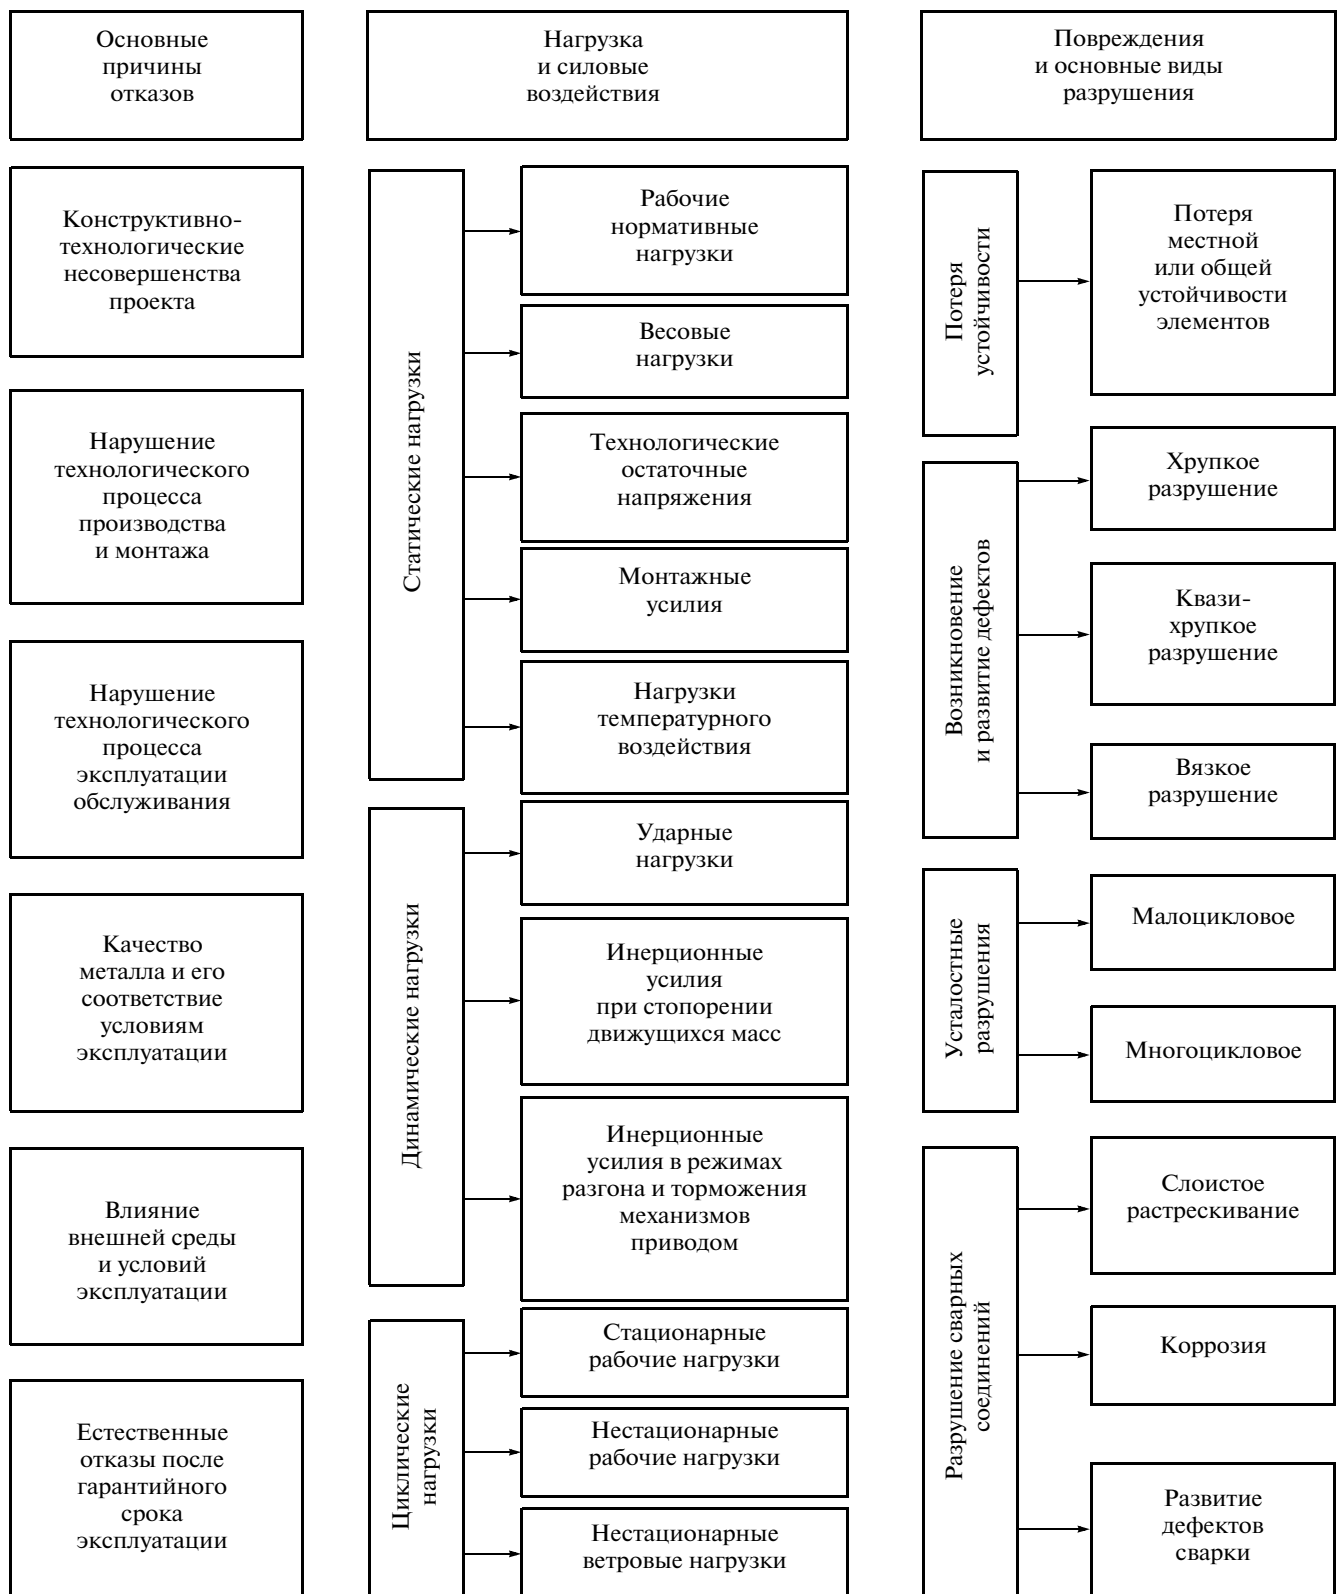 Основные
причины
отказов
Конструктивно-
технологические
несовершенства
проекта
Нарушение
технологического
процесса
производства
и монтажа
Нарушение
технологического
процесса
эксплуатации
обслуживания
Качество
металла и его
соответствие
условиям
эксплуатации
Влияние
внешней среды
и условий
эксплуатации
Естественные
отказы после
гарантийного
срока
эксплуатации
Нагрузка
и силовые
воздействия
Статические нагрузки
Рабочие
нормативные
нагрузки
Весовые
нагрузки
Технологические
остаточные
напряжения
Монтажные
усилия
Нагрузки
температурного
воздействия
Динамические нагрузки
Ударные
нагрузки
Инерционные
усилия
при стопорении
движущихся масс
Инерционные
усилия в режимах
разгона и торможения
механизмов
приводом
Циклические
нагрузки
Стационарные
рабочие нагрузки
Нестационарные
рабочие нагрузки
Нестационарные
ветровые нагрузки
Повреждения
и основные виды
разрушения
Потеря
устойчивости
Потеря
местной
или общей
устойчивости
элементов
Возникновение
и развитие дефектов
Хрупкое
разрушение
Квази-
хрупкое
разрушение
Вязкое
разрушение
Усталостные
разрушения
Малоцикловое
Многоцикловое
Разрушение сварных
соединений
Слоистое
растрескивание
Коррозия
Развитие
дефектов
сварки